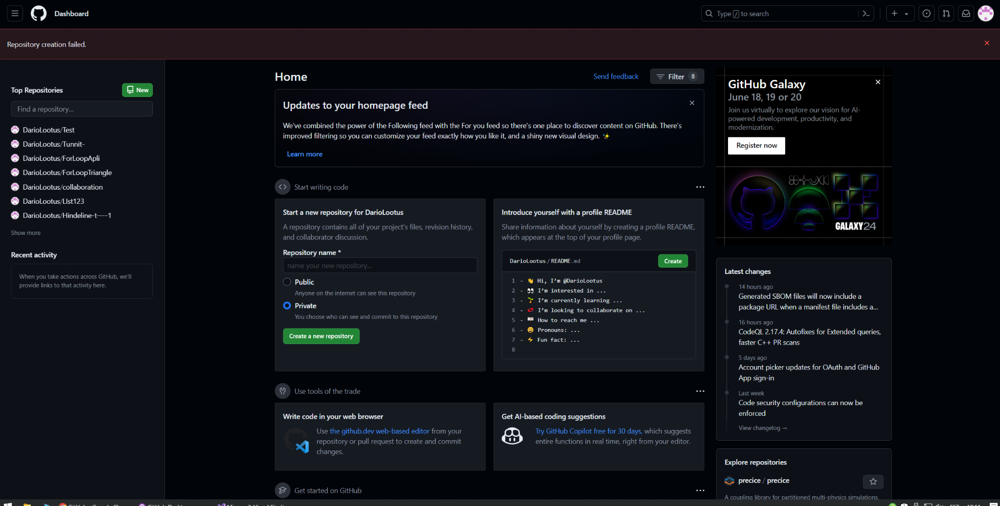 Dashboard
Type / to search
Repository creation failed.
Top Repositories
New
Find a repository...
DarioLootus/Test
DarioLootus/Tunnit-
DarioLootus/ForLoopApli
DarioLootus/ForLoopTriangle
DarioLootus/collaboration
DarioLootus/LIst123
DarioLootus/Hindeline-t----1
Show more
Recent activity
When you take actions across GitHub, we'll
provide links to that activity here.
Home
Send feedback
Filter 8
Updates to your homepage feed
We've combined the power of the Following feed with the For you feed so there's one place to discover content on GitHub. There's
improved filtering so you can customize your feed exactly how you like it, and a shiny new visual design. ✨
Learn more
Start writing code
Start a new repository for DarioLootus
A repository contains all of your project's files, revision history,
and collaborator discussion.
Repository name *
name your new repository...
Public
Anyone on the internet can see this repository
Private
You choose who can see and commit to this repository
Create a new repository
Introduce yourself with a profile README
Share information about yourself by creating a profile README,
which appears at the top of your profile page.
DarioLootus / README.md
Create
1 - 👋 Hi, I'm @DarioLootus
2 - 👀 I'm interested in ...
3 - 🌱 I'm currently learning ...
4 - 💞️ I'm looking to collaborate on ...
5 - 📫 How to reach me ...
6 - 😄 Pronouns: ...
7 - ⚡ Fun fact: ...
8
Use tools of the trade
Write code in your web browser
Use the github.dev web-based editor from your
repository or pull request to create and commit
changes.
Get AI-based coding suggestions
Try GitHub Copilot free for 30 days, which suggests
entire functions in real time, right from your editor.
Get started on GitHub
GitHub Galaxy
June 18, 19 or 20
Join us virtually to explore our vision for AI-
powered development, productivity, and
modernization.
Register now
GALAXY24
Latest changes
14 hours ago
Generated SBOM files will now include a
package URL when a manifest file includes a...
16 hours ago
CodeQL 2.17.4: Autofixes for Extended queries,
faster C++ PR scans
5 days ago
Account picker updates for OAuth and GitHub
App sign-in
Last week
Code security configurations can now be
enforced
View changelog →
Explore repositories
precice / precice
A coupling library for partitioned multi-physics simulations.